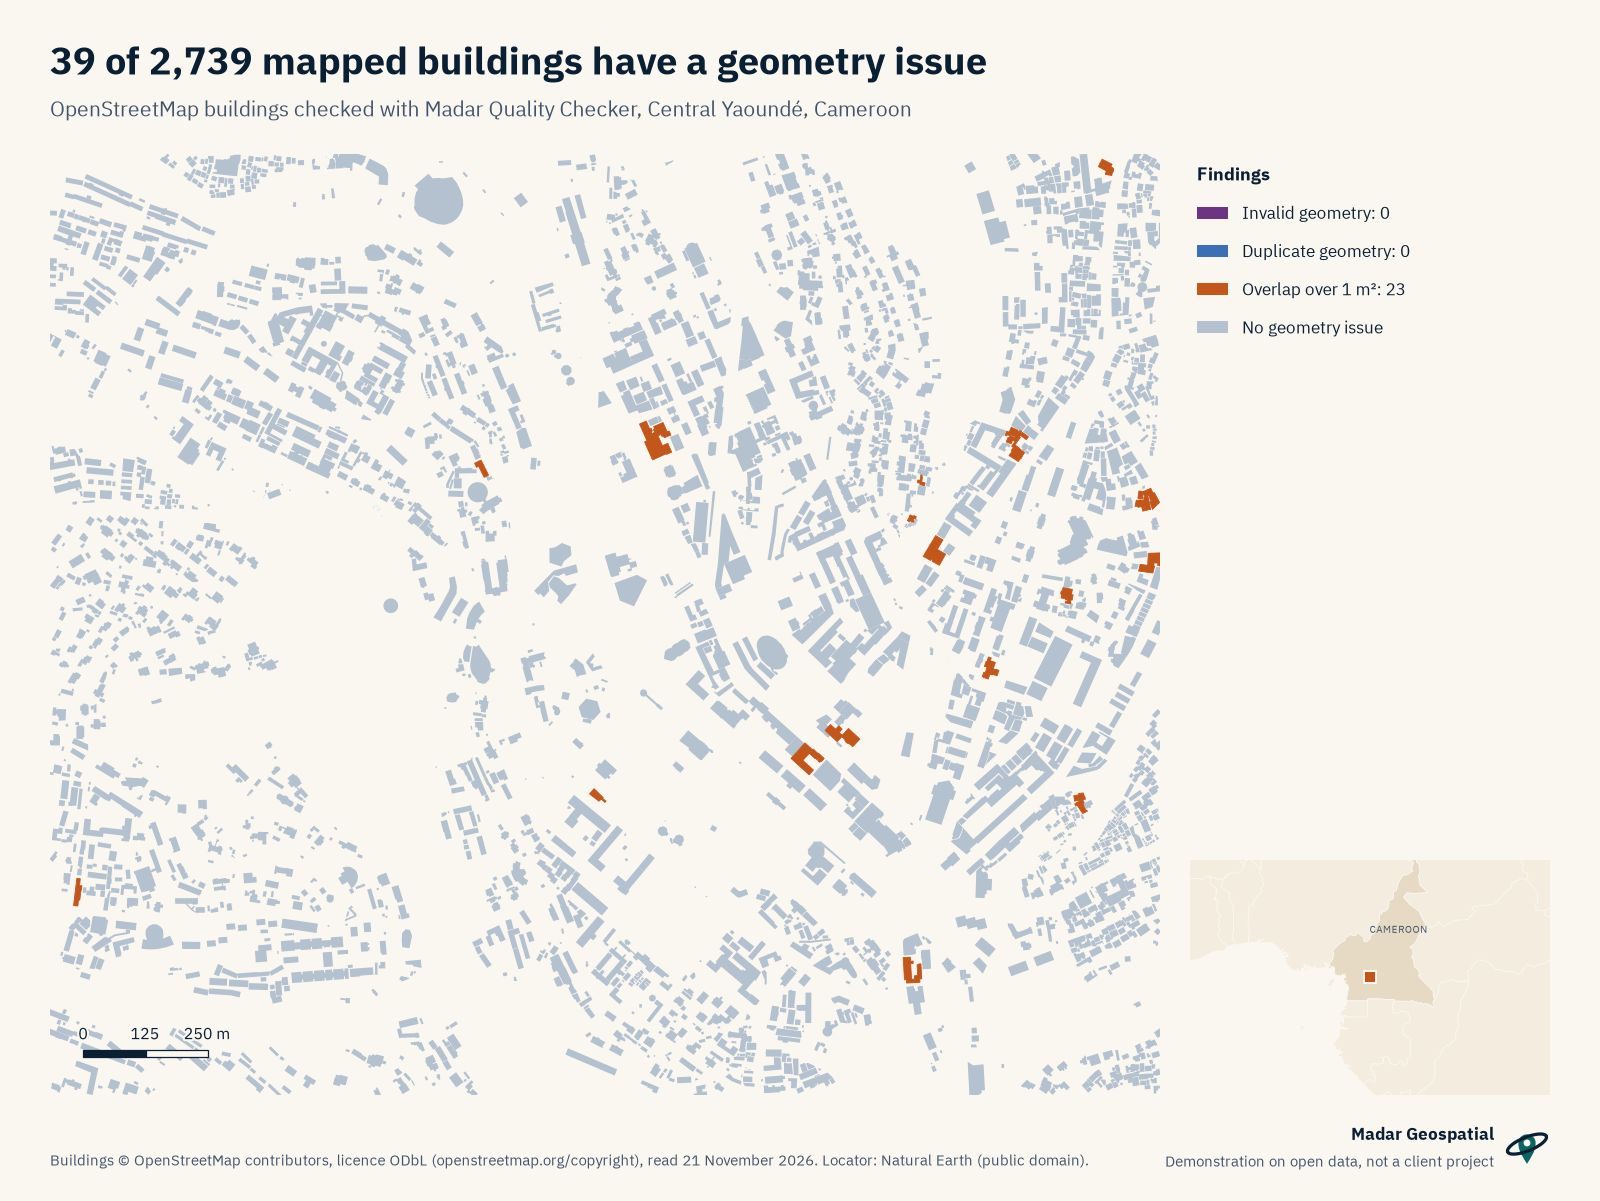 39 of 2,739 mapped buildings have a geometry issue
OpenStreetMap buildings checked with Madar Quality Checker, Central Yaoundé, Cameroon
Findings
Invalid geometry: 0
Duplicate geometry: 0
Overlap over 1 m²: 23
No geometry issue
CAMEROON
0 125 250 m
Madar Geospatial
Buildings © OpenStreetMap contributors, licence ODbL (openstreetmap.org/copyright), read 21 November 2026. Locator: Natural Earth (public domain).
Demonstration on open data, not a client project